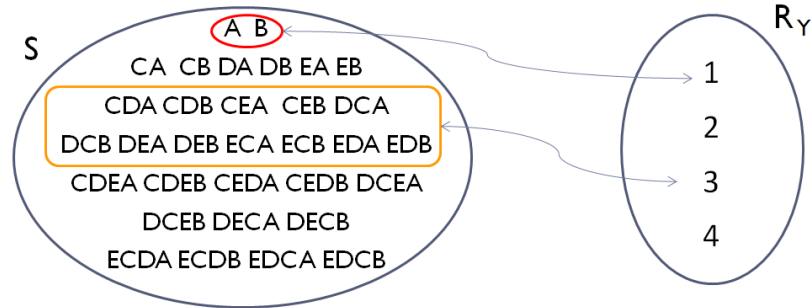 A B
S
CA CB DA DB EA EB
CDA CDB CEA CEB DCA
DCB DEA DEB ECA ECB EDA EDB
CDEA CDEB CEDA CEDB DCEA
DCEB DECA DECB
ECDA ECDB EDCA EDCB
R Y
1
2
3
4